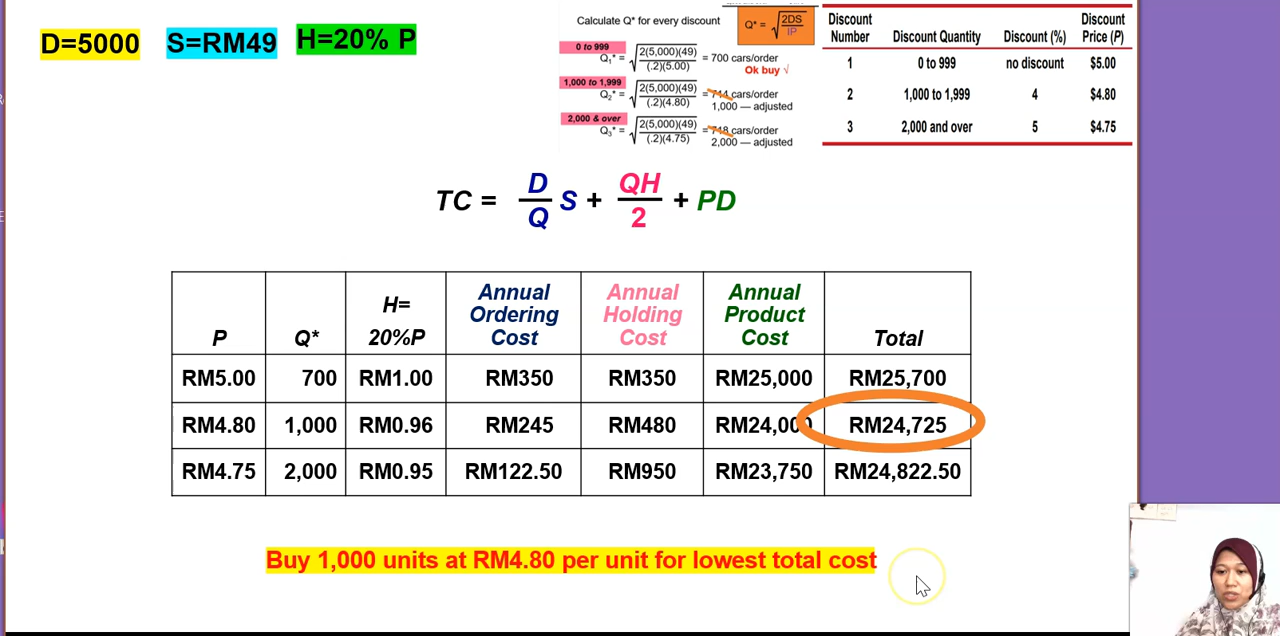 D=5000 S=RM49 H=20% P
Calculate Q* for every discount
Q* = √ 2DS / IP
0 to 999
Q₁* = √ 2(5,000)(49) / (.2)(5.00) = 700 cars/order
Ok buy √
1,000 to 1,999
Q₂* = √ 2(5,000)(49) / (.2)(4.80) = 714 cars/order
1,000 — adjusted
2,000 & over
Q₃* = √ 2(5,000)(49) / (.2)(4.75) = 718 cars/order
2,000 — adjusted
Discount Number Discount Quantity Discount (%) Discount Price (P)
1 0 to 999 no discount $5.00
2 1,000 to 1,999 4 $4.80
3 2,000 and over 5 $4.75
TC = D / Q S + QH / 2 + PD
P Q* H= 20%P Annual Ordering Cost Annual Holding Cost Annual Product Cost Total
RM5.00 700 RM1.00 RM350 RM350 RM25,000 RM25,700
RM4.80 1,000 RM0.96 RM245 RM480 RM24,000 RM24,725
RM4.75 2,000 RM0.95 RM122.50 RM950 RM23,750 RM24,822.50
Buy 1,000 units at RM4.80 per unit for lowest total cost